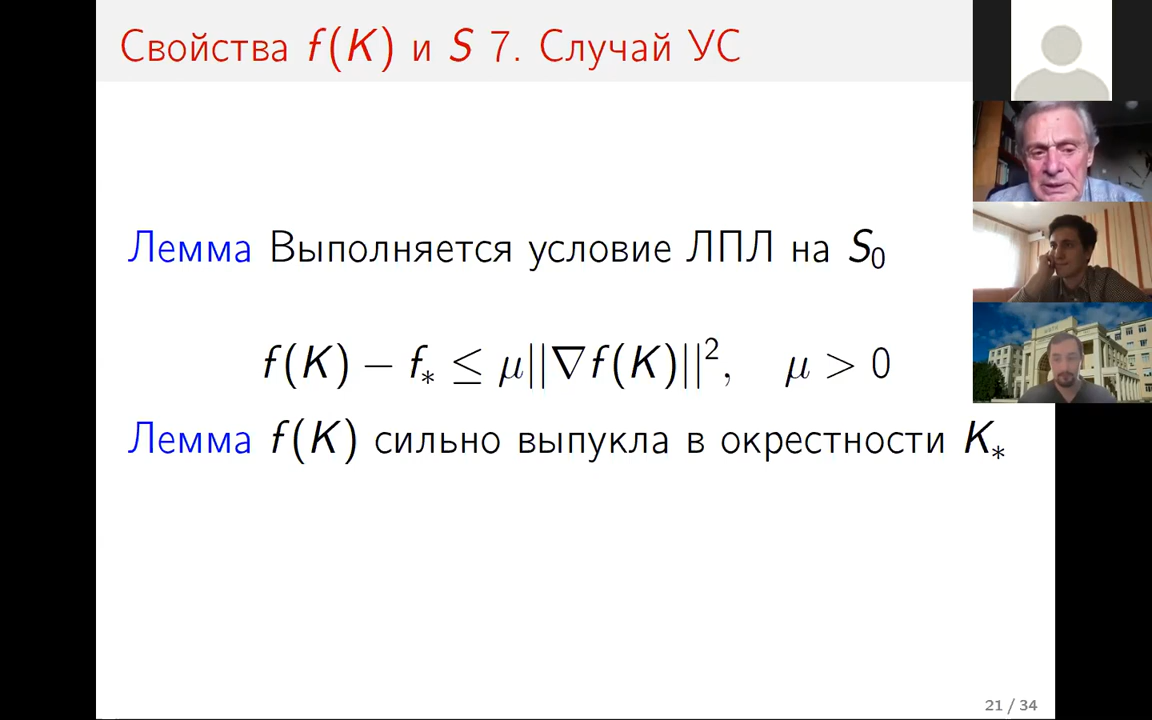 Свойства f(K) и S 7. Случай УС
Лемма Выполняется условие ЛПЛ на S₀
f(K) − f∗ ≤ μ||∇f(K)||², μ > 0
Лемма f(K) сильно выпукла в окрестности K∗
21 / 34